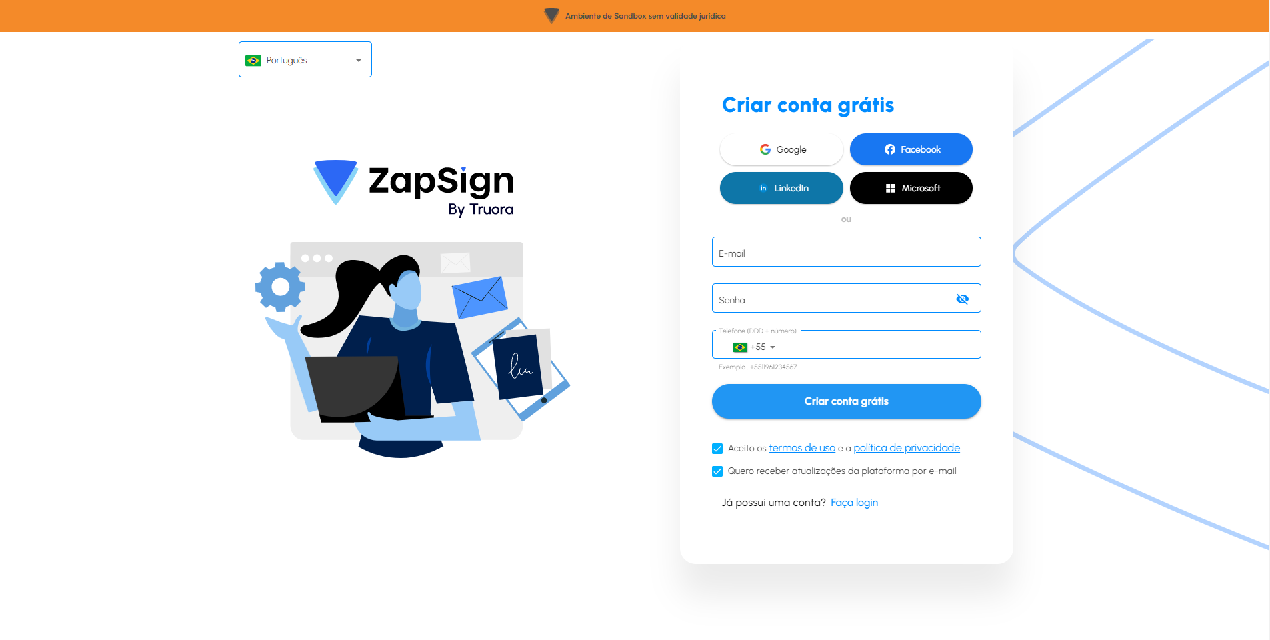 Ambiente de Sandbox sem validade jurídica
Português
Criar conta grátis
Google
Facebook
LinkedIn
Microsoft
ou
ZapSign
By Truora
E-mail
Senha
Telefone (DDD + número)
+55
Criar conta grátis
Aceito os termos de uso e a política de privacidade
Quero receber atualizações da plataforma por e-mail
Já possui uma conta? Faça login